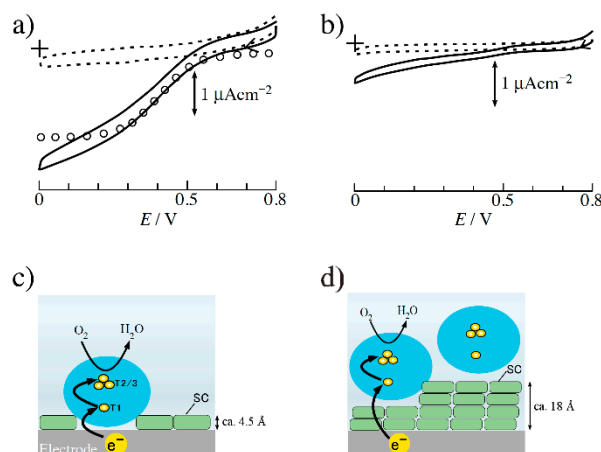 a)
b)
1 μAcm−2
1 μAcm−2
0
0.5
0.8
0
0.5
0.8
E / V
E / V
c)
d)
O2
H2O
T2/3
T1
SC
ca. 4.5 Å
Electrode
e−
O2
H2O
SC
ca. 18 Å
e−